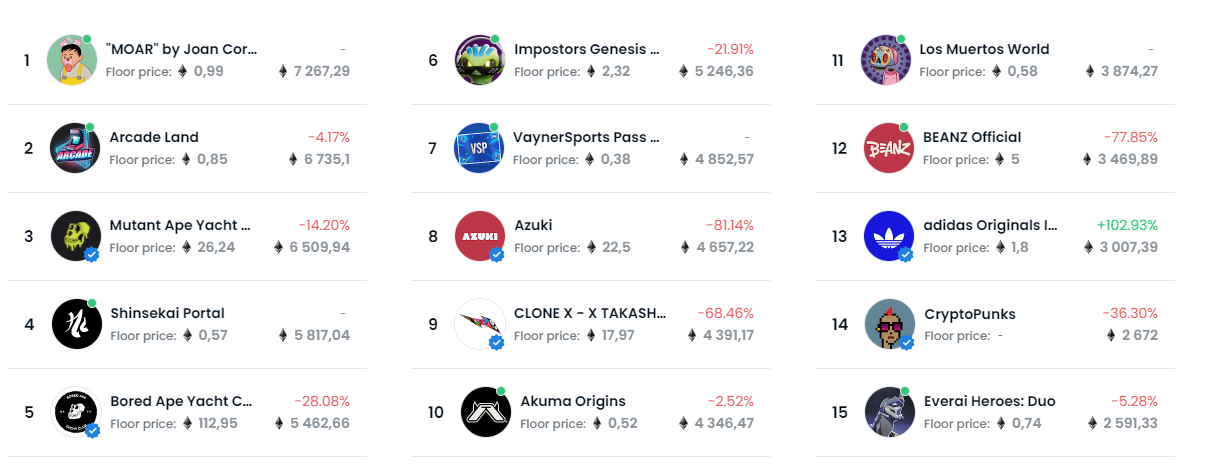 1
"MOAR" by Joan Cor...
-
Floor price: 0,99
7 267,29
2
ARCADE
Arcade Land
-4.17%
Floor price: 0,85
6 735,1
3
Mutant Ape Yacht ...
-14.20%
Floor price: 26,24
6 509,94
4
Shinsekai Portal
-
Floor price: 0,57
5 817,04
5
BORED APE
YACHT CLUB
Bored Ape Yacht C...
-28.08%
Floor price: 112,95
5 462,66
6
Impostors Genesis ...
-21.91%
Floor price: 2,32
5 246,36
7
VSP
VaynerSports Pass ...
-
Floor price: 0,38
4 852,57
8
AZUKI
Azuki
-81.14%
Floor price: 22,5
4 657,22
9
CLONE X - X TAKASH...
-68.46%
Floor price: 17,97
4 391,17
10
Akuma Origins
-2.52%
Floor price: 0,52
4 346,47
11
Los Muertos World
-
Floor price: 0,58
3 874,27
12
BEANZ
BEANZ Official
-77.85%
Floor price: 5
3 469,89
13
adidas Originals I...
+102.93%
Floor price: 1,8
3 007,39
14
CryptoPunks
-36.30%
Floor price: -
2 672
15
Everai Heroes: Duo
-5.28%
Floor price: 0,74
2 591,33